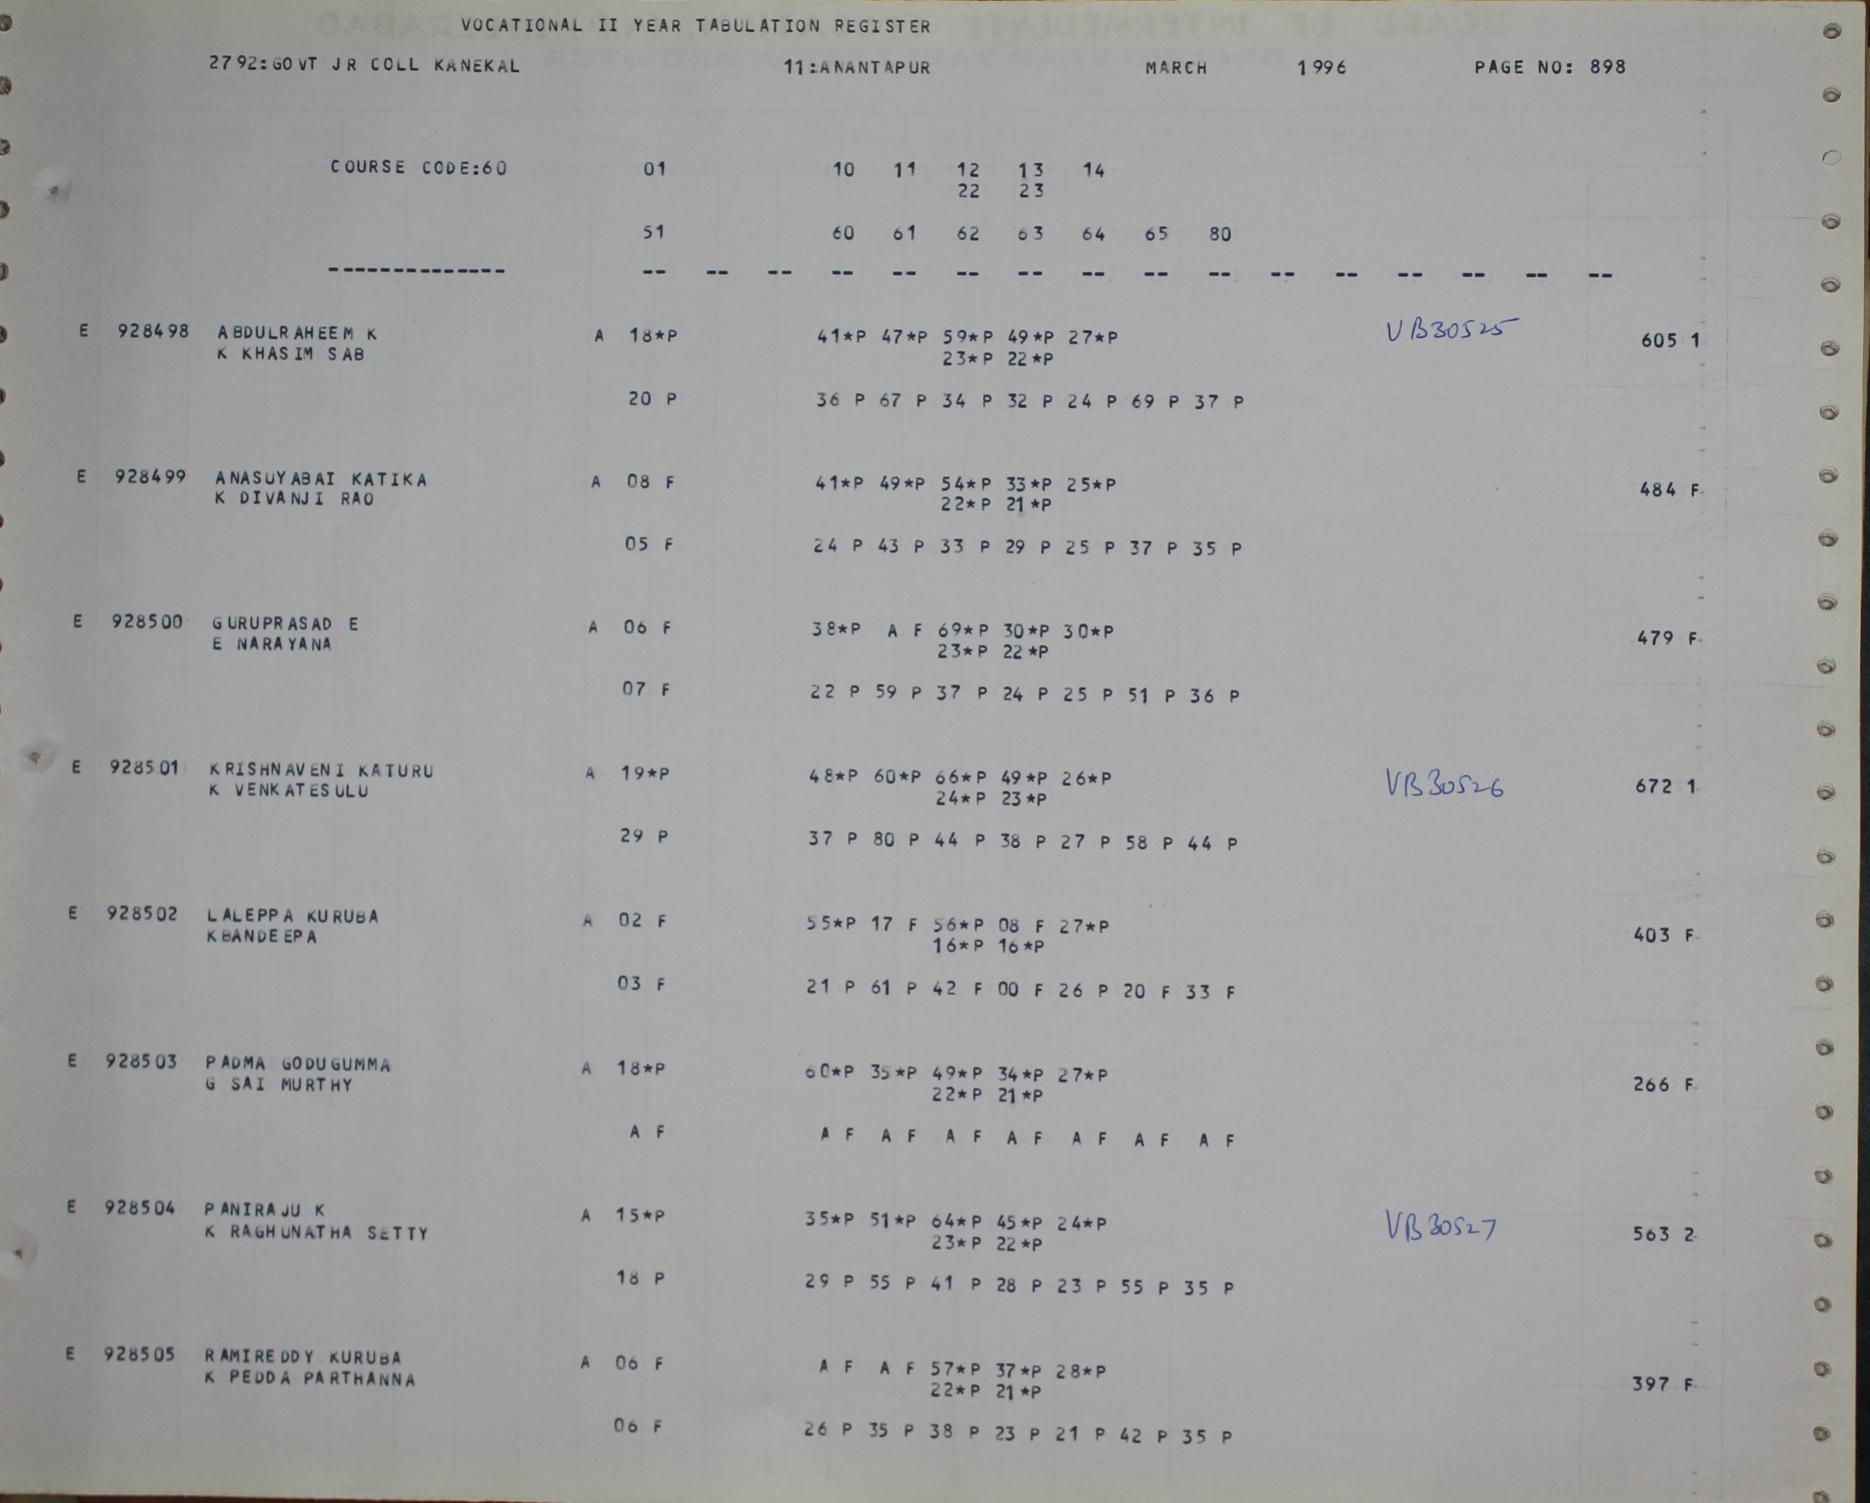 VOCATIONAL II YEAR TABULATION REGISTER
2792:GOVT JR COLL KANEKAL 11:ANANTAPUR MARCH 1996 PAGE NO: 898
COURSE CODE:60 01 10 11 12 13 14
22 23
51 60 61 62 63 64 65 80
-------------- -- -- -- -- -- -- -- -- -- -- -- -- -- -- -- --
E 928498 ABDULRAHEEM K A 18*P 41*P 47*P 59*P 49*P 27*P VB30525 605 1
K KHASIM SAB 23*P 22*P
20 P 36 P 67 P 34 P 32 P 24 P 69 P 37 P
E 928499 ANASUYABAI KATIKA A 08 F 41*P 49*P 54*P 33*P 25*P 484 F
K DIVANJI RAO 22*P 21*P
05 F 24 P 43 P 33 P 29 P 25 P 37 P 35 P
E 928500 GURUPRASAD E A 06 F 38*P A F 69*P 30*P 30*P 479 F
E NARAYANA 23*P 22*P
07 F 22 P 59 P 37 P 24 P 25 P 51 P 36 P
E 928501 KRISHNAVENI KATURU A 19*P 48*P 60*P 66*P 49*P 26*P VB30526 672 1
K VENKATESULU 24*P 23*P
29 P 37 P 80 P 44 P 38 P 27 P 58 P 44 P
E 928502 LALEPPA KURUBA A 02 F 55*P 17 F 56*P 08 F 27*P 403 F
KBANDEEPA 16*P 16*P
03 F 21 P 61 P 42 F 00 F 26 P 20 F 33 F
E 928503 PADMA GODUGUMMA A 18*P 60*P 35*P 49*P 34*P 27*P 266 F
G SAI MURTHY 22*P 21*P
A F A F A F A F A F A F A F A F
E 928504 PANIRAJU K A 15*P 35*P 51*P 64*P 45*P 24*P VB30527 563 2
K RAGHUNATHA SETTY 23*P 22*P
18 P 29 P 55 P 41 P 28 P 23 P 55 P 35 P
E 928505 RAMIREDDY KURUBA A 06 F A F A F 57*P 37*P 28*P 397 F
K PEDDA PARTHANNA 22*P 21*P
06 F 26 P 35 P 38 P 23 P 21 P 42 P 35 P